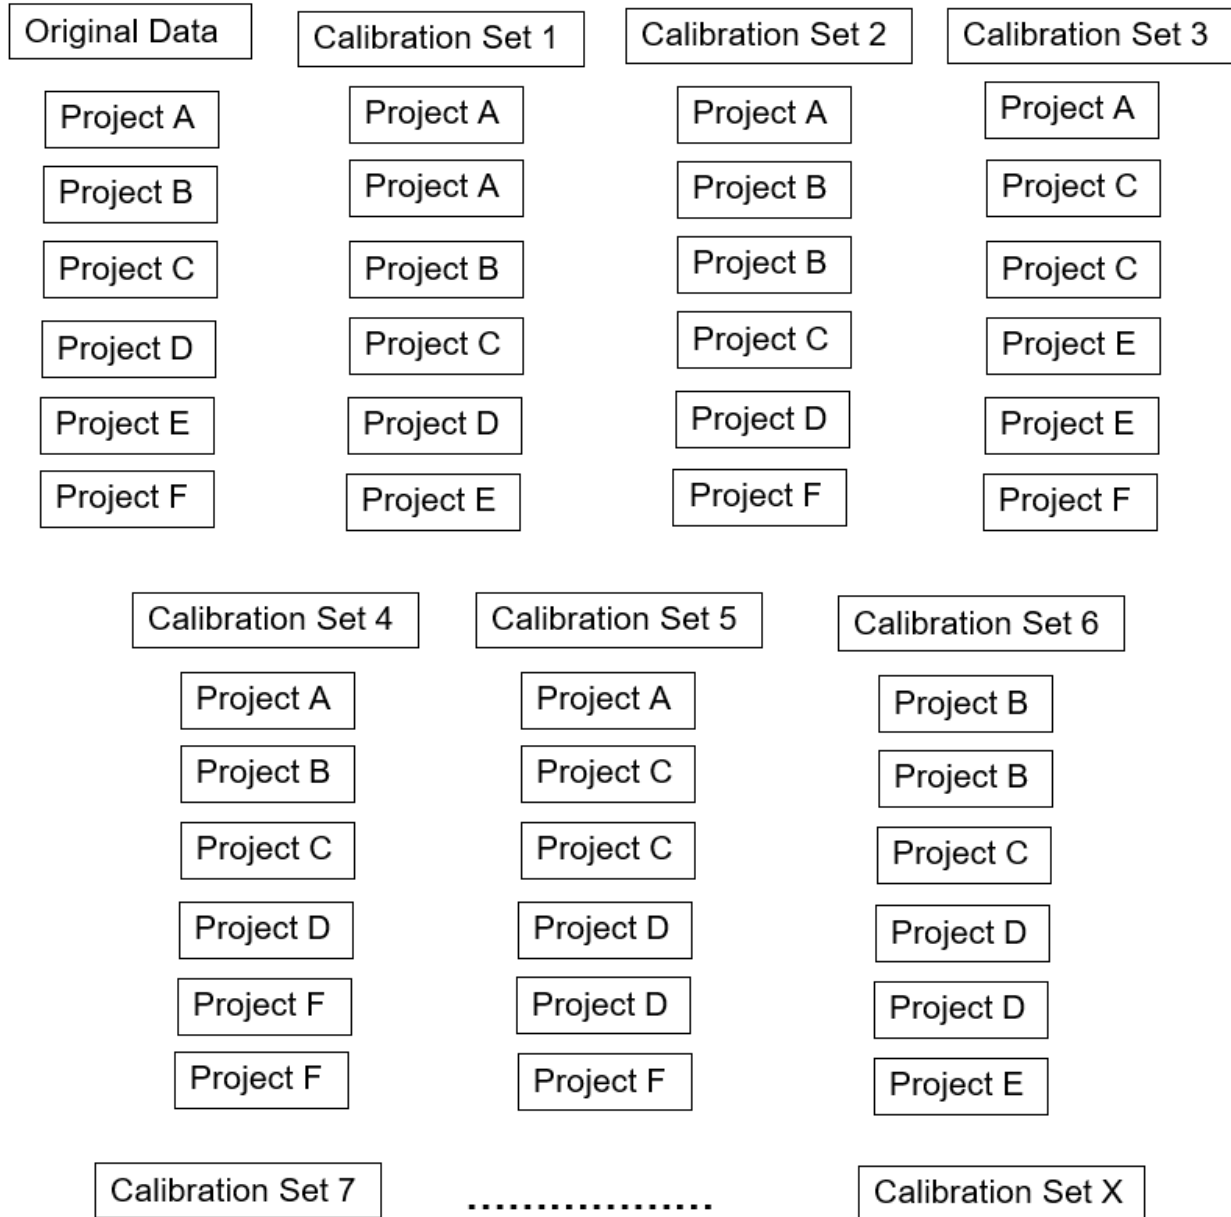 Original Data
Calibration Set 1
Calibration Set 2
Calibration Set 3
Project A
Project A
Project A
Project A
Project B
Project A
Project B
Project C
Project C
Project B
Project B
Project C
Project D
Project C
Project C
Project E
Project E
Project D
Project D
Project E
Project F
Project E
Project F
Project F
Calibration Set 4
Calibration Set 5
Calibration Set 6
Project A
Project A
Project B
Project B
Project C
Project B
Project C
Project C
Project C
Project D
Project D
Project D
Project F
Project D
Project D
Project F
Project F
Project E
Calibration Set 7
..................
Calibration Set X